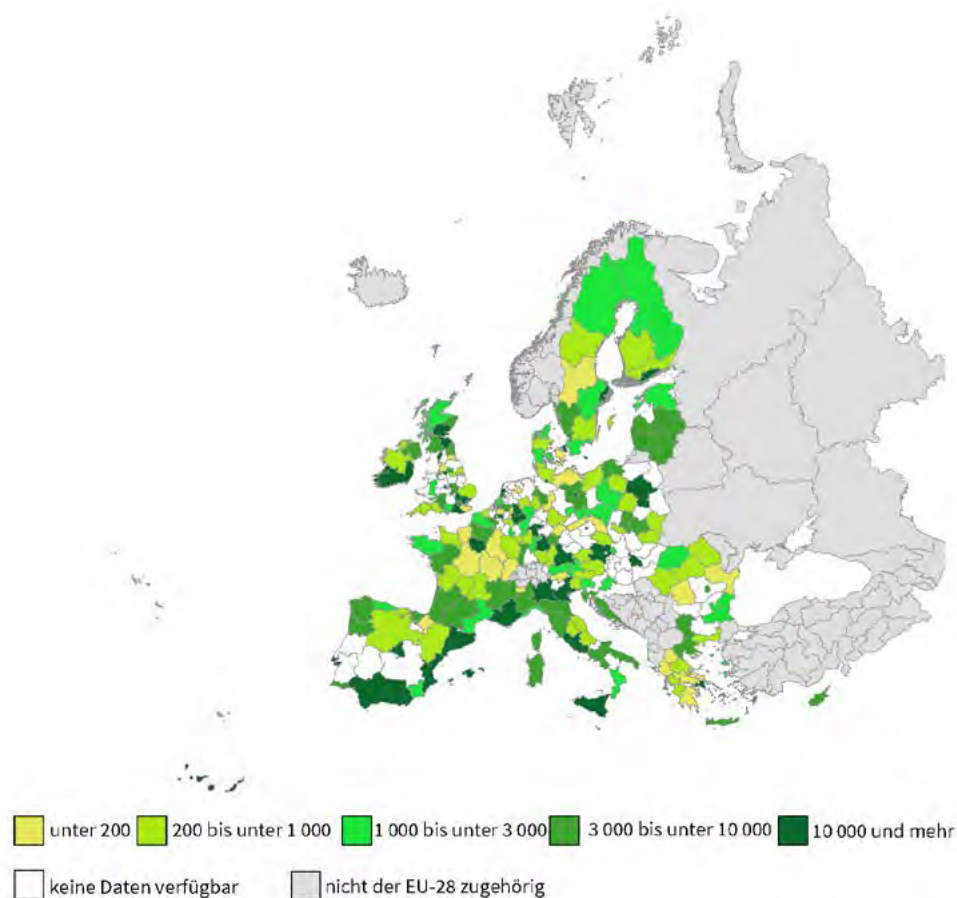 unter 200 200 bis unter 1 000 1 000 bis unter 3 000 3 000 bis unter 10 000 10 000 und mehr
keine Daten verfügbar nicht der EU-28 zugehörig